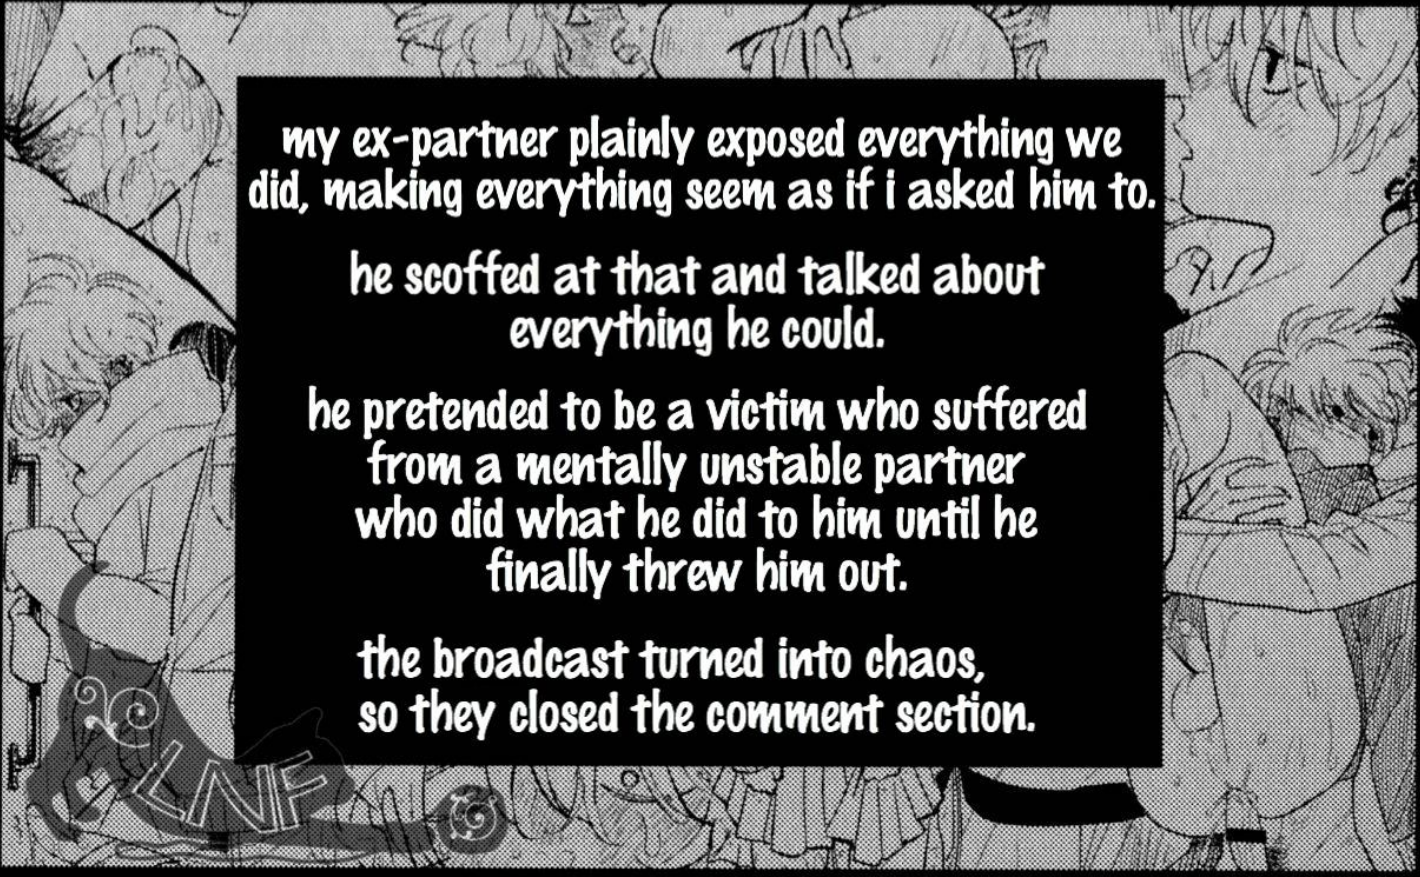 my ex-partner plainly exposed everything we
did, making everything seem as if i asked him to.
he scoffed at that and talked about
everything he could.
he pretended to be a victim who suffered
from a mentally unstable partner
who did what he did to him until he
finally threw him out.
the broadcast turned into chaos,
so they closed the comment section.
LNF